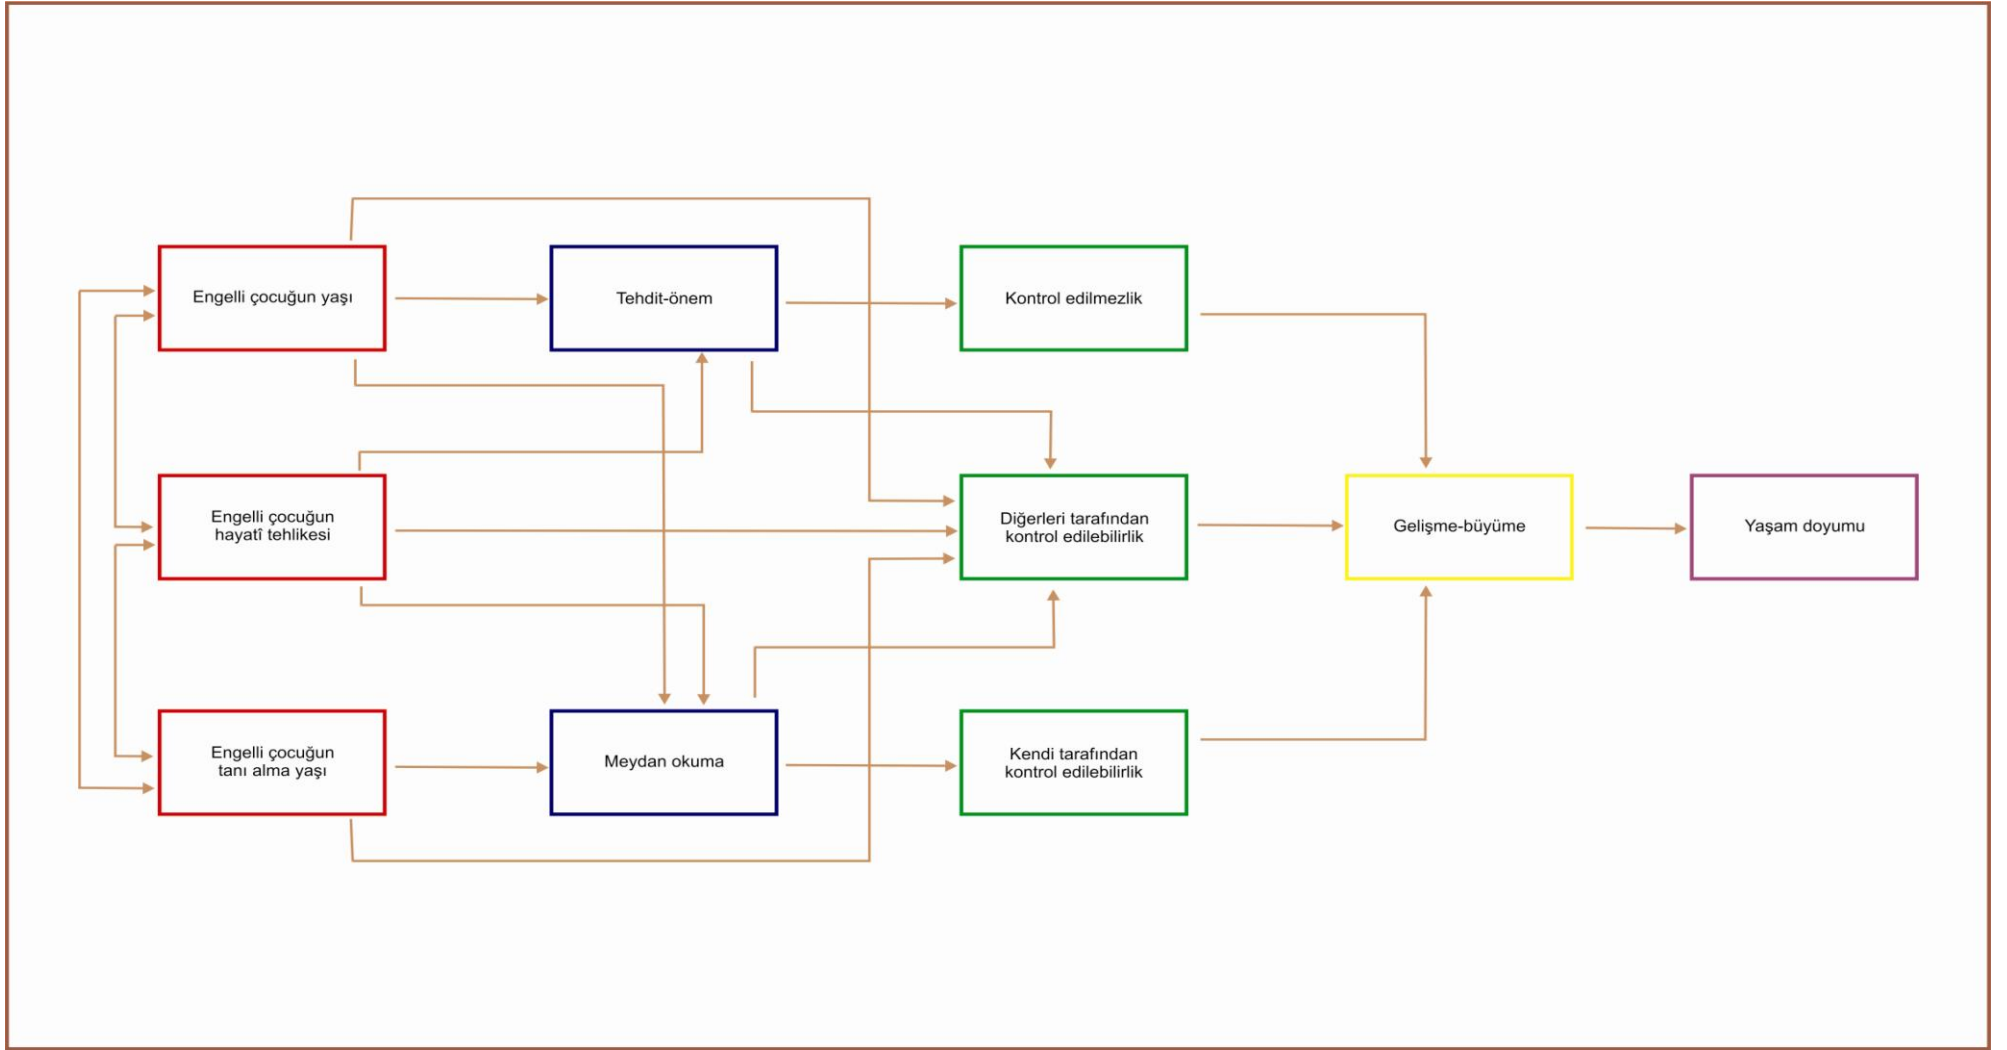 Engelli çocuğun yaşı
Tehdit-önem
Kontrol edilmezlik
Engelli çocuğun
hayatî tehlikesi
Diğerleri tarafından
kontrol edilebilirlik
Gelişme-büyüme
Yaşam doyumu
Engelli çocuğun
tanı alma yaşı
Meydan okuma
Kendi tarafından
kontrol edilebilirlik